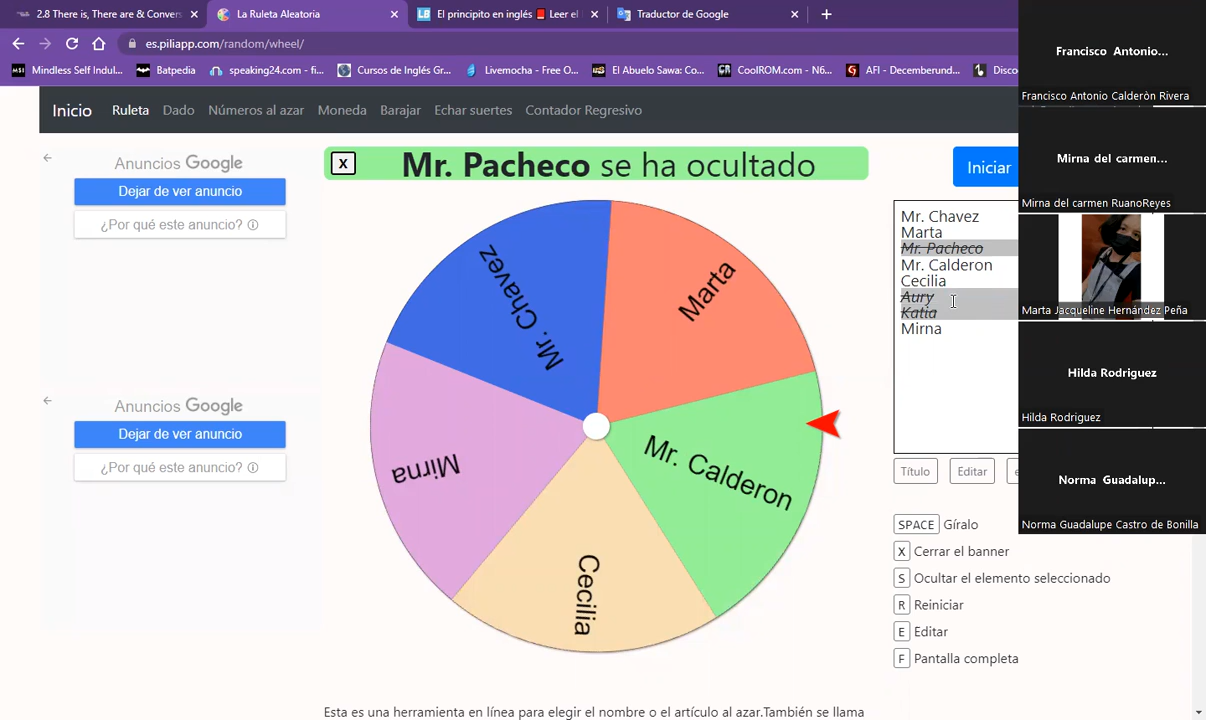 2.8 There is, There are & Conver
La Ruleta Aleatoria
El principito en inglés
Leer el
Traductor de Google
es.piliapp.com/random/wheel/
Mindless Self Indul...
Batpedia
speaking24.com - fi...
Cursos de Inglés Gr...
Livemocha - Free O...
El Abuelo Sawa: Co...
CoolROM.com - N6...
AFI - Decemberund...
Disco
Inicio
Ruleta
Dado
Números al azar
Moneda
Barajar
Echar suertes
Contador Regresivo
Anuncios Google
Dejar de ver anuncio
¿Por qué este anuncio?
Anuncios Google
Dejar de ver anuncio
¿Por qué este anuncio?
X
Mr. Pacheco se ha ocultado
Mr. Chavez
Marta
Mirna
Mr. Calderon
Cecilia
Iniciar
Mr. Chavez
Marta
Mr. Pacheco
Mr. Calderon
Cecilia
Aury
Katia
Mirna
Título
Editar
SPACE Gíralo
X Cerrar el banner
S Ocultar el elemento seleccionado
R Reiniciar
E Editar
F Pantalla completa
Esta es una herramienta en línea para elegir el nombre o el artículo al azar.También se llama
Francisco Antonio...
Francisco Antonio Calderòn Rivera
Mirna del carmen...
Mirna del carmen RuanoReyes
Marta Jacqueline Hernández Peña
Hilda Rodriguez
Hilda Rodriguez
Norma Guadalup...
Norma Guadalupe Castro de Bonilla